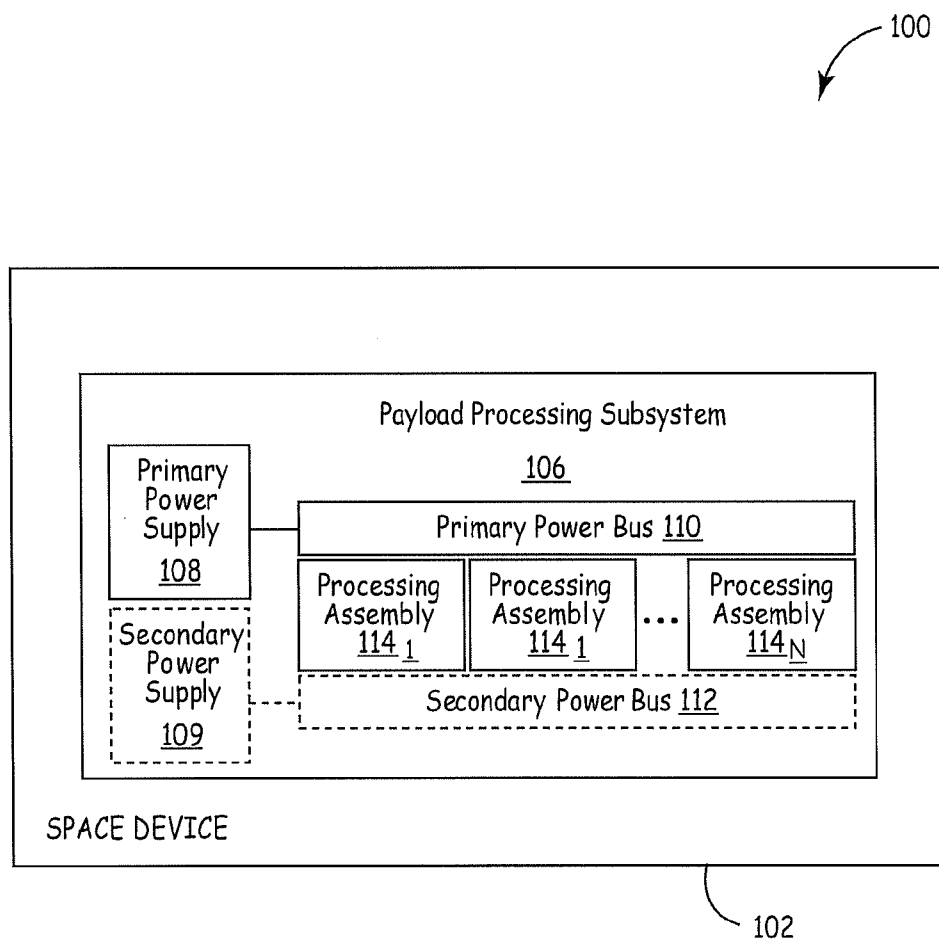 100
Payload Processing Subsystem
106
Primary
Power
Supply
108
Primary Power Bus 110
Processing
Assembly
114 1
Processing
Assembly
114 1
...
Processing
Assembly
114 N
Secondary
Power
Supply
109
Secondary Power Bus 112
SPACE DEVICE
102